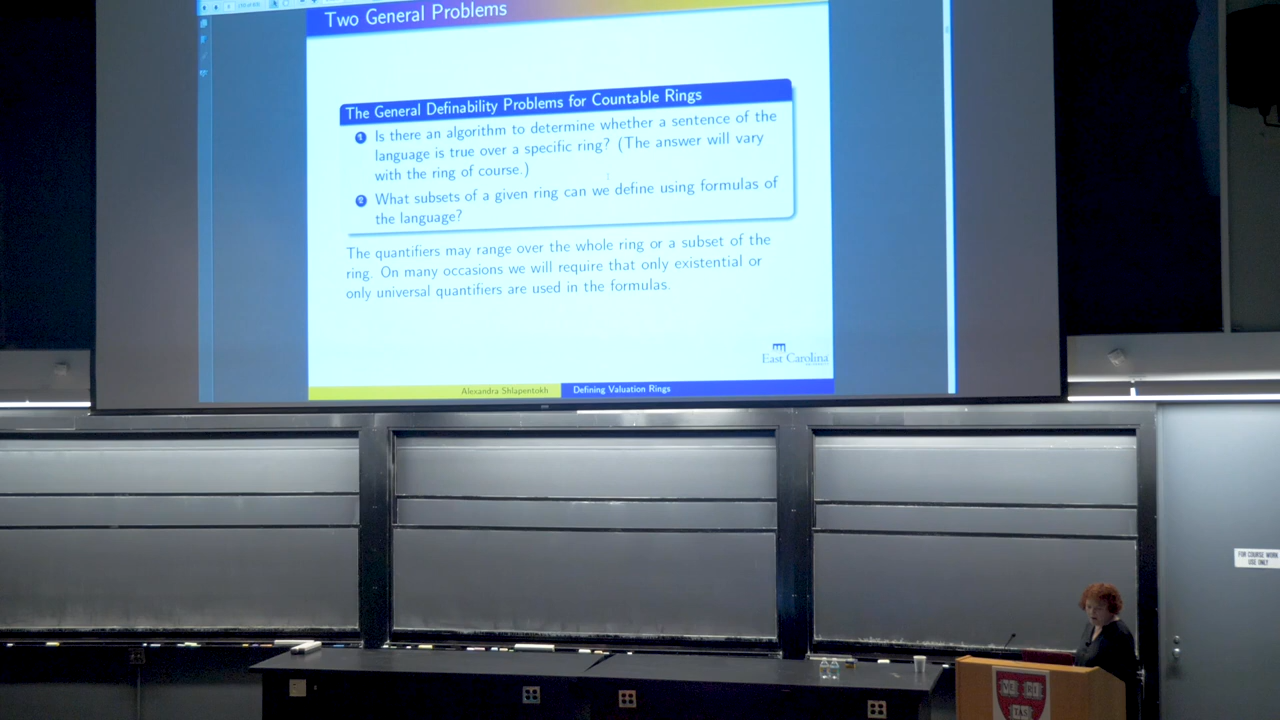 Two General Problems
The General Definability Problems for Countable Rings
1 Is there an algorithm to determine whether a sentence of the
language is true over a specific ring? (The answer will vary
with the ring of course.)
2 What subsets of a given ring can we define using formulas of
the language?
The quantifiers may range over the whole ring or a subset of the
ring. On many occasions we will require that only existential or
only universal quantifiers are used in the formulas.
East Carolina
Alexandra Shlapentokh
Defining Valuation Rings
FOR COURSE WORK
USE ONLY